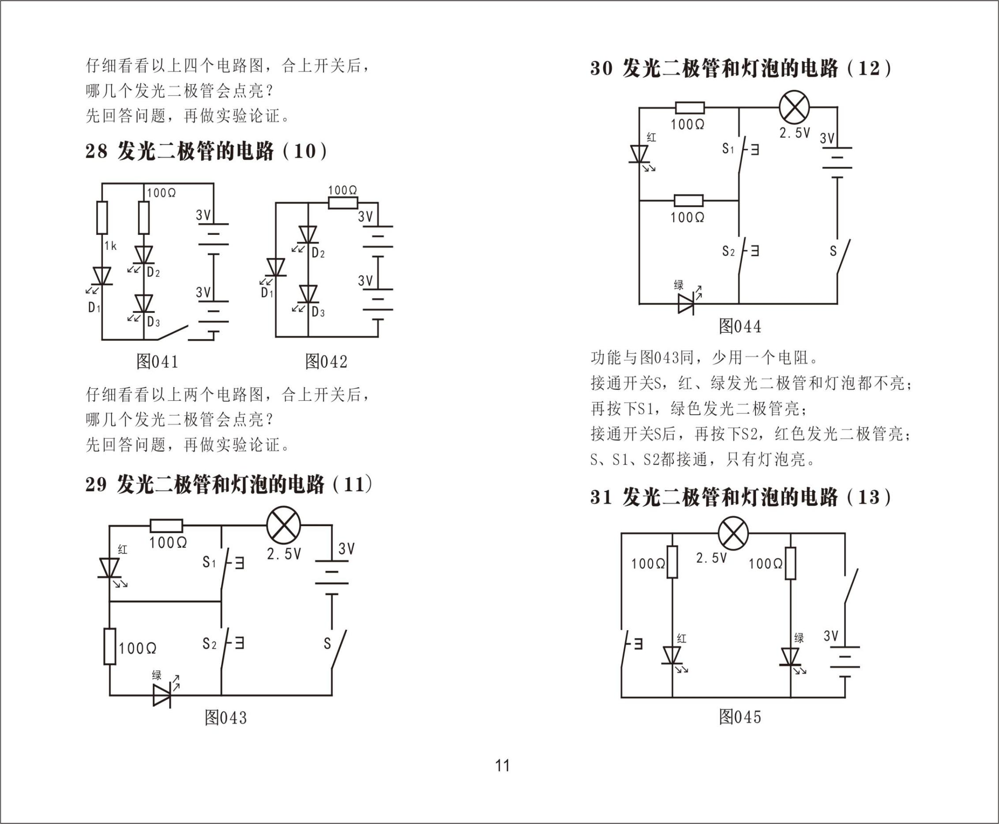 仔细看看以上四个电路图，合上开关后，
哪几个发光二极管会点亮？
先回答问题，再做实验论证。
28 发光二极管的电路（10）
100Ω
3V
1k
D2
3V
D1
D3
图041
100Ω
3V
D2
3V
D1
D3
图042
仔细看看以上两个电路图，合上开关后，
哪几个发光二极管会点亮？
先回答问题，再做实验论证。
29 发光二极管和灯泡的电路（11）
100Ω
红
2.5V
3V
S1
100Ω
S2
S
绿
图043
30 发光二极管和灯泡的电路（12）
100Ω
2.5V
3V
红
S1
100Ω
S2
S
绿
图044
功能与图043同，少用一个电阻。
接通开关S，红、绿发光二极管和灯泡都不亮；
再按下S1，绿色发光二极管亮；
接通开关S后，再按下S2，红色发光二极管亮；
S、S1、S2都接通，只有灯泡亮。
31 发光二极管和灯泡的电路（13）
100Ω
2.5V
100Ω
红
绿
3V
图045
11